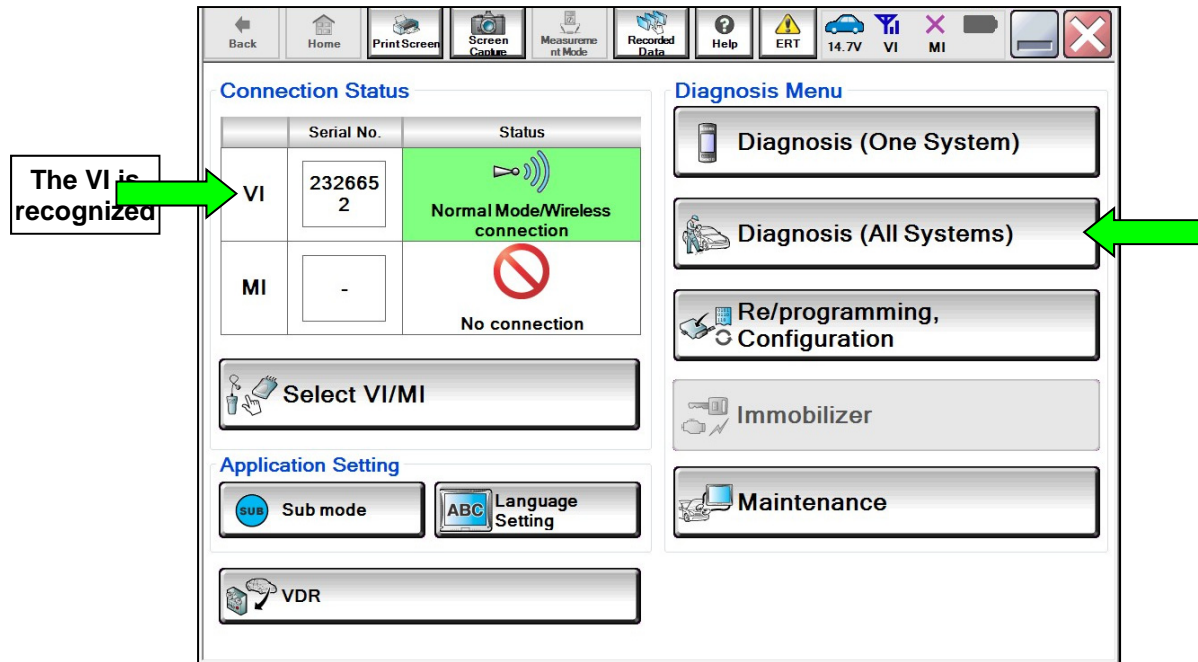 Back
Home
Print Screen
Screen
Capture
Measureme
nt Mode
Recorded
Data
?
Help
ERT
14.7V
VI
MI
Connection Status
Serial No.
Status
The VI is
recognized
VI
232665
2
Normal Mode/Wireless
connection
MI
-
No connection
Select VI/MI
Application Setting
SUB
Sub mode
ABC
Language
Setting
VDR
Diagnosis Menu
Diagnosis (One System)
Diagnosis (All Systems)
Re/programming,
Configuration
Immobilizer
Maintenance